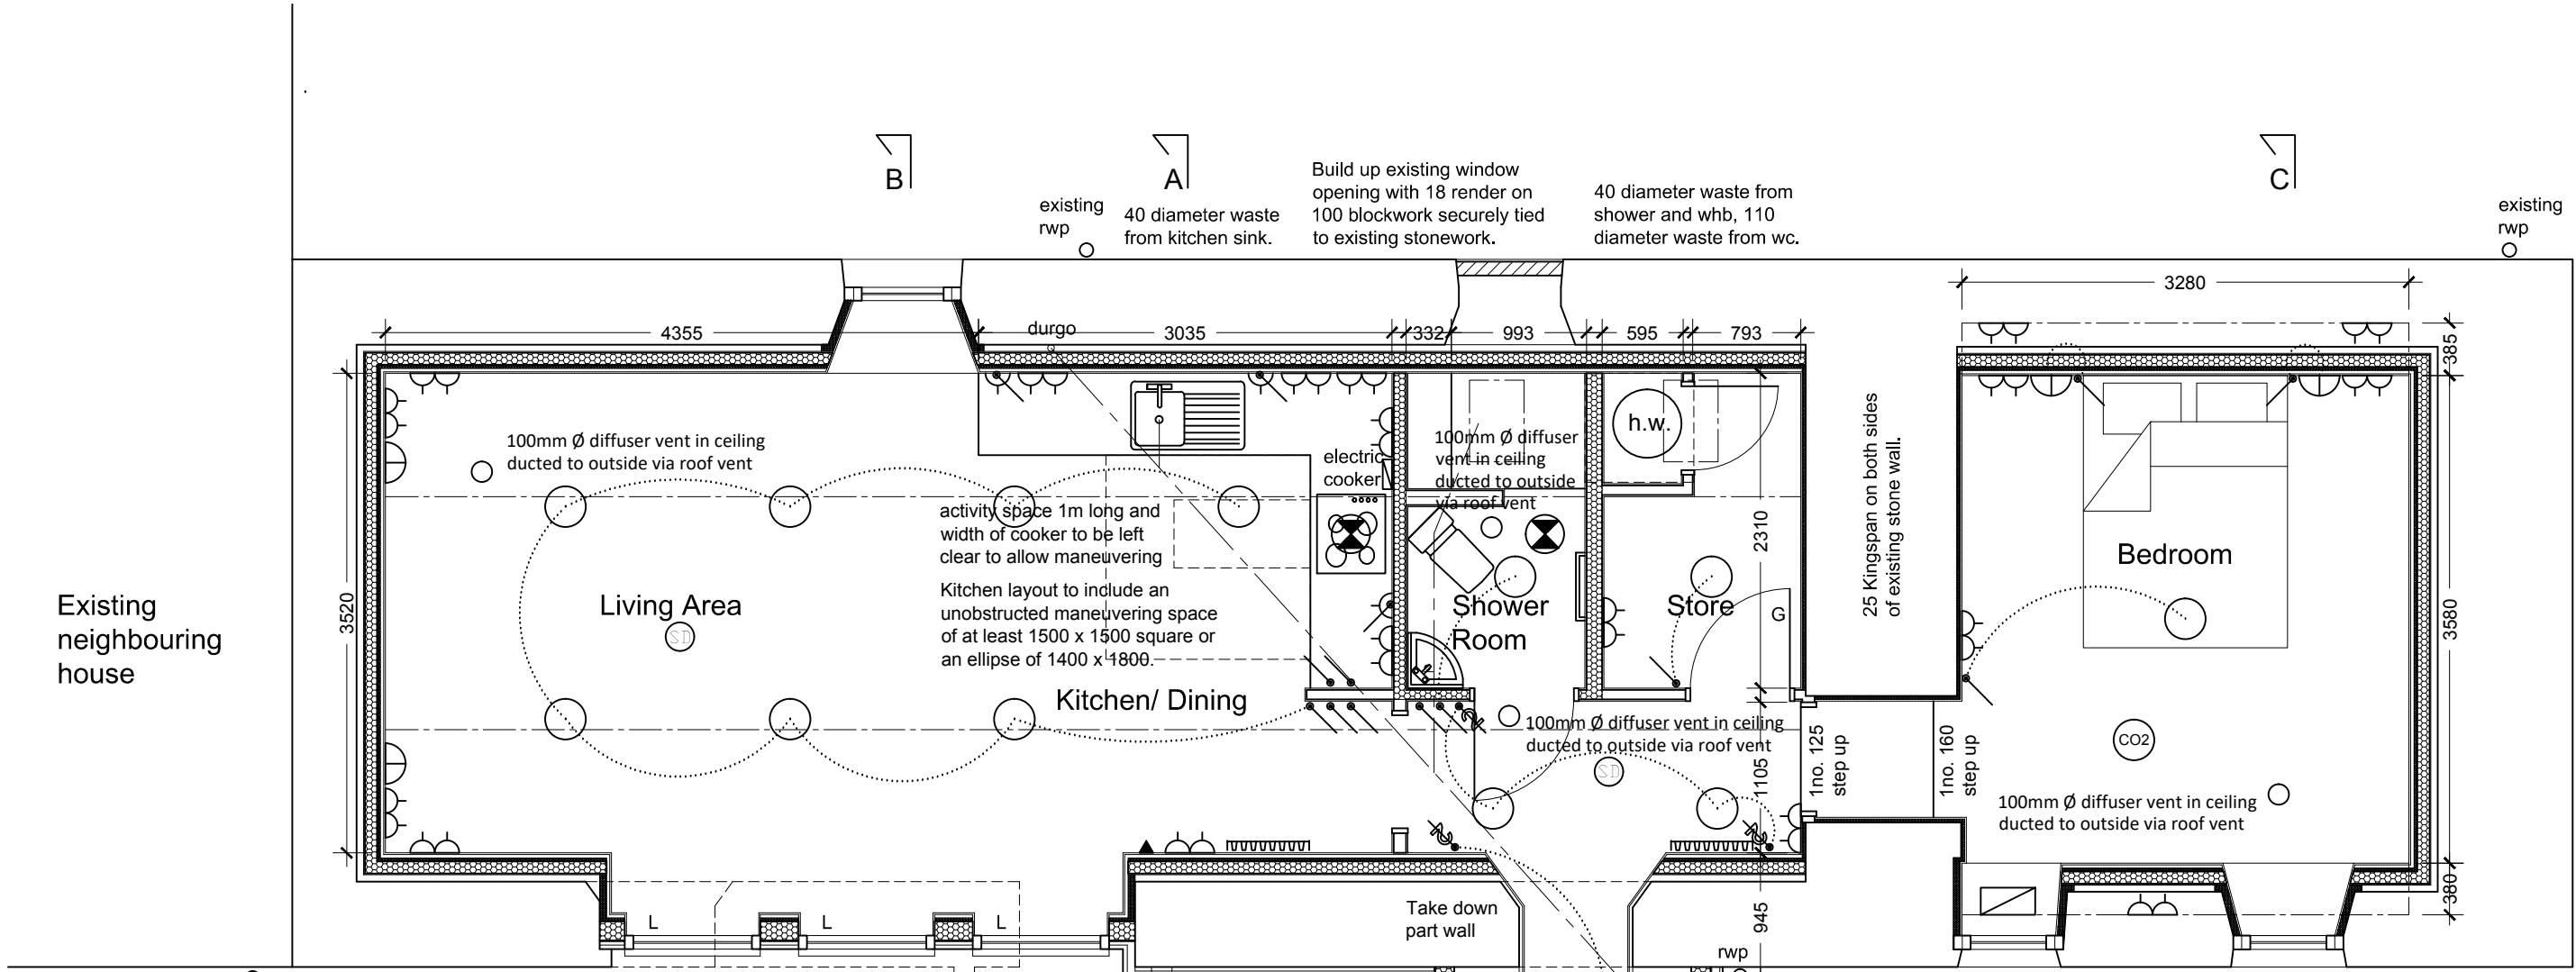 B
A
C
existing
rwp
40 diameter waste
from kitchen sink.
Build up existing window
opening with 18 render on
100 blockwork securely tied
to existing stonework.
40 diameter waste from
shower and whb, 110
diameter waste from wc.
existing
rwp
3280
4355
durgo
3035
332
993
595
793
385
100mm Ø diffuser vent in ceiling
ducted to outside via roof vent
electric
cooker
100mm Ø diffuser
vent in ceiling
ducted to outside
via roof vent
h.w.
25 Kingspan on both sides
of existing stone wall.
activity space 1m long and
width of cooker to be left
clear to allow maneuvering
Kitchen layout to include an
unobstructed maneuvering space
of at least 1500 x 1500 square or
an ellipse of 1400 x 1800.
2310
Bedroom
Existing
neighbouring
house
3520
Living Area
SD
Shower
Room
Store
G
3580
Kitchen/ Dining
100mm Ø diffuser vent in ceiling
ducted to outside via roof vent
SD
1105
1no. 125
step up
1no. 160
step up
CO2
100mm Ø diffuser vent in ceiling
ducted to outside via roof vent
380
L
L
L
Take down
part wall
945
rwp